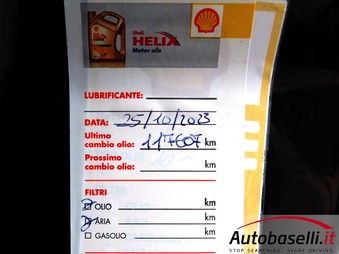 Shell
HELIX
Motor oils
LUBRIFICANTE:
DATA: 25/10/2023
Ultimo
cambio olio: 117607 km
Prossimo
cambio olio: km
FILTRI
OLIO km
ARIA km
GASOLIO km
Autobaselli.it
STOP SEARCHING. START DRIVING.